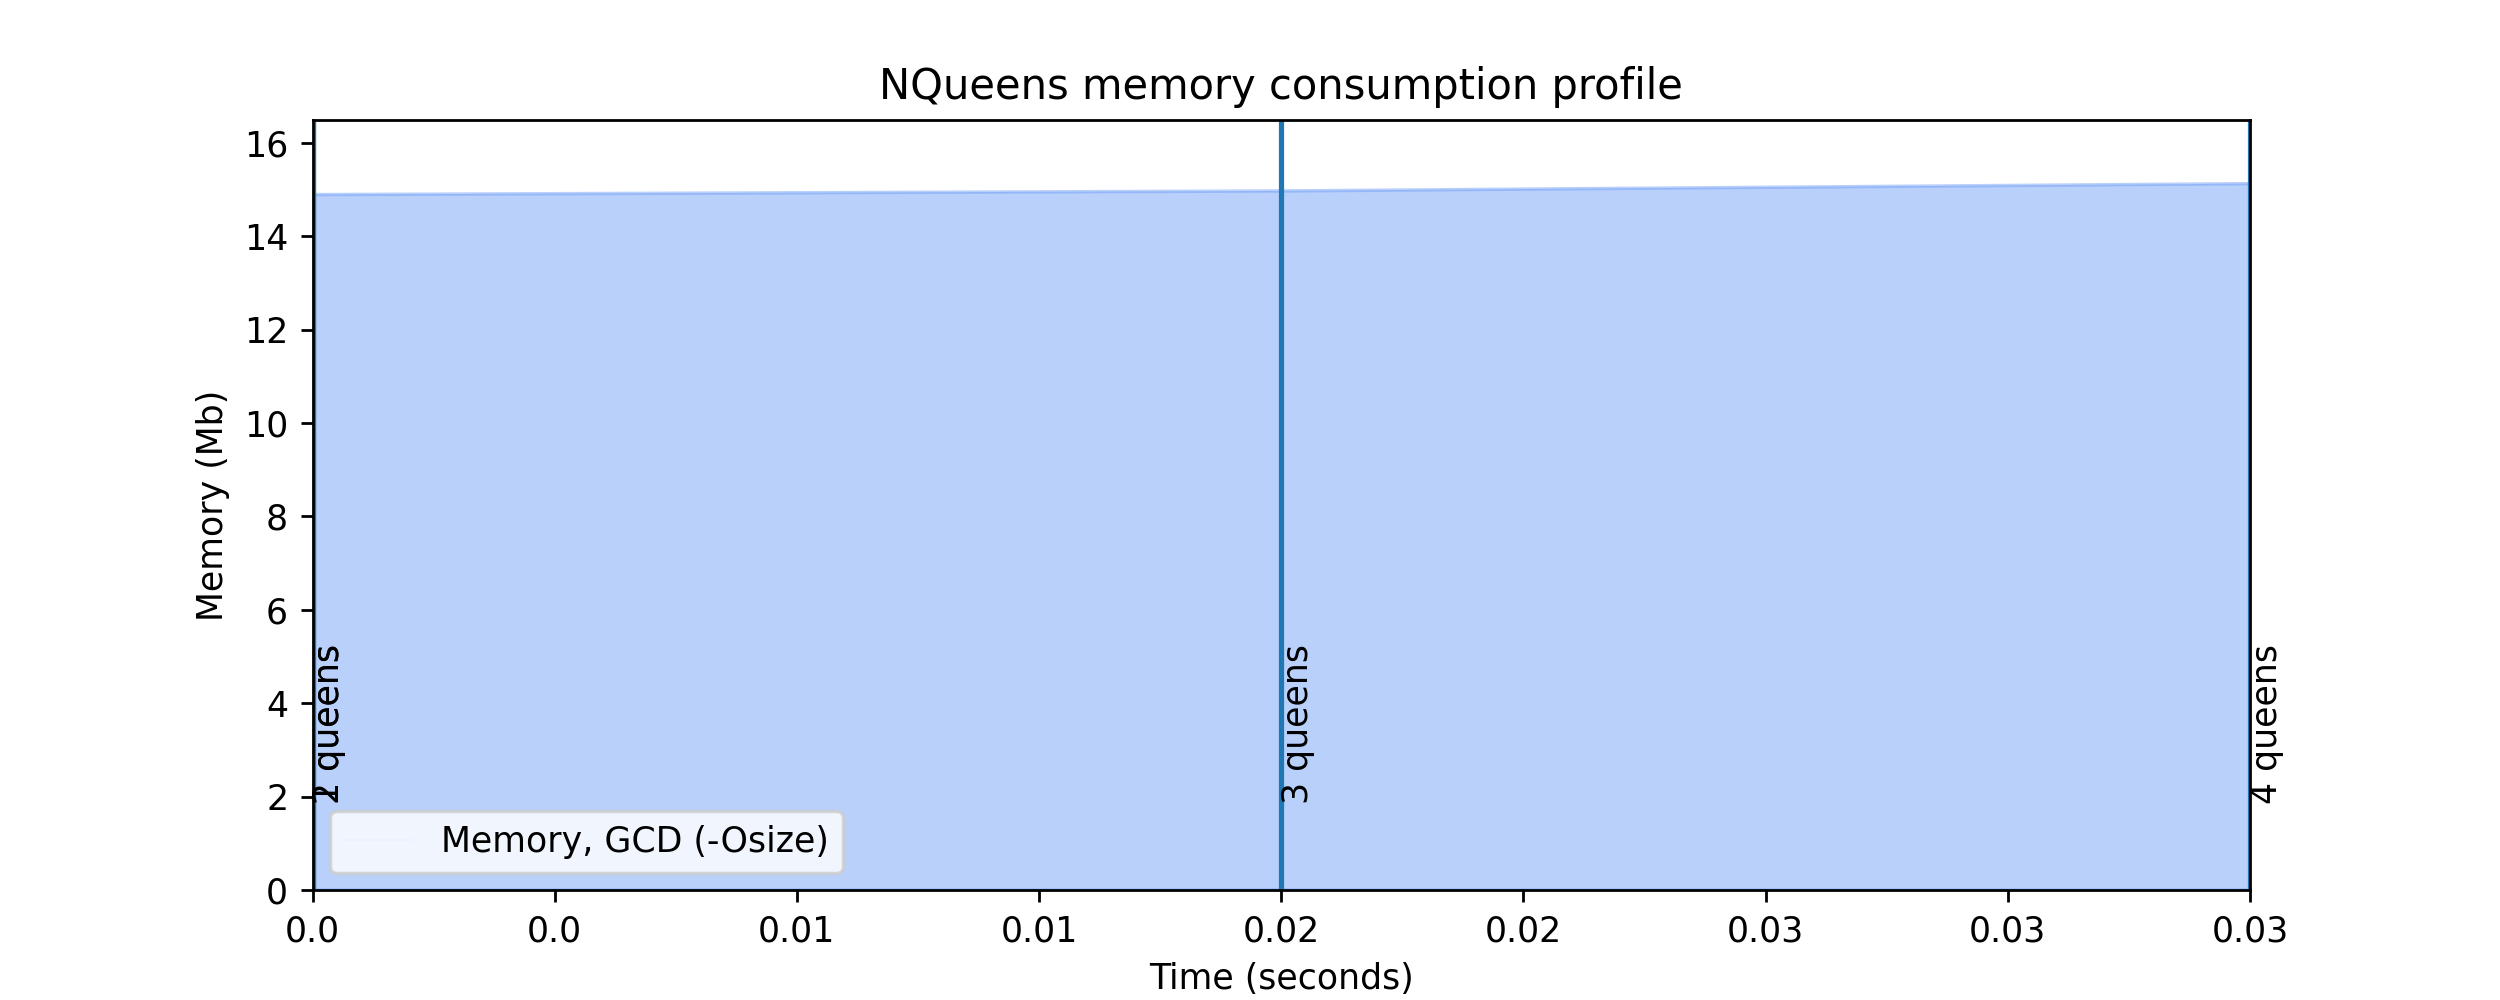 NQueens memory consumption profile
16
14
12
10
8
6
4
2
0
Memory (Mb)
queens
3 queens
4 queens
Memory, GCD (-Osize)
0.0 0.0 0.01 0.01 0.02 0.02 0.03 0.03 0.03
Time (seconds)